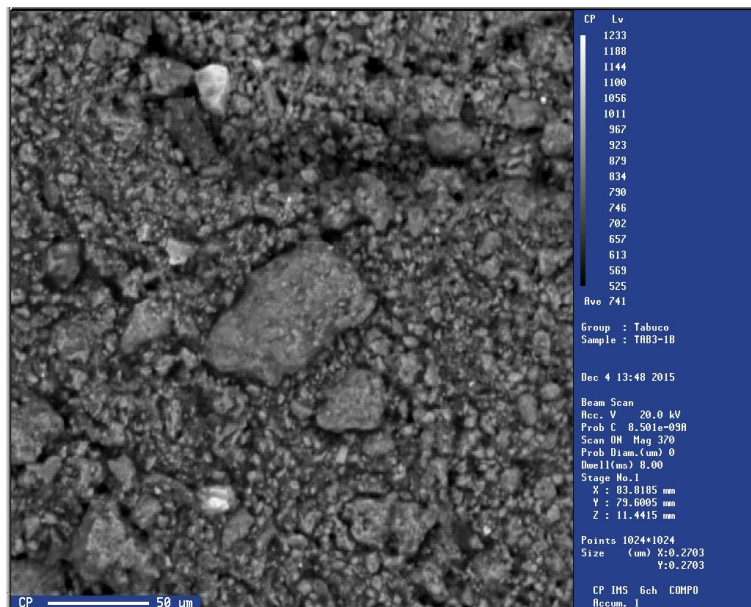 CP Lv
1233
1188
1144
1100
1056
1011
967
923
879
834
790
746
702
657
613
569
525
Ave 741
Group : Tabuco
Sample : TAB3-1B
Dec 4 13:48 2015
Beam Scan
Acc. V 20.0 kV
Prob C 8.501e-09A
Scan ON Mag 370
Prob Diam.(um) 0
Dwell(ms) 8.00
Stage No.1
X : 83.8185 mm
Y : 79.6005 mm
Z : 11.4415 mm
Points 1024*1024
Size (um) X:0.2703
Y:0.2703
CP IMS 6ch COMPO
Accum. 1
CP 50 µm